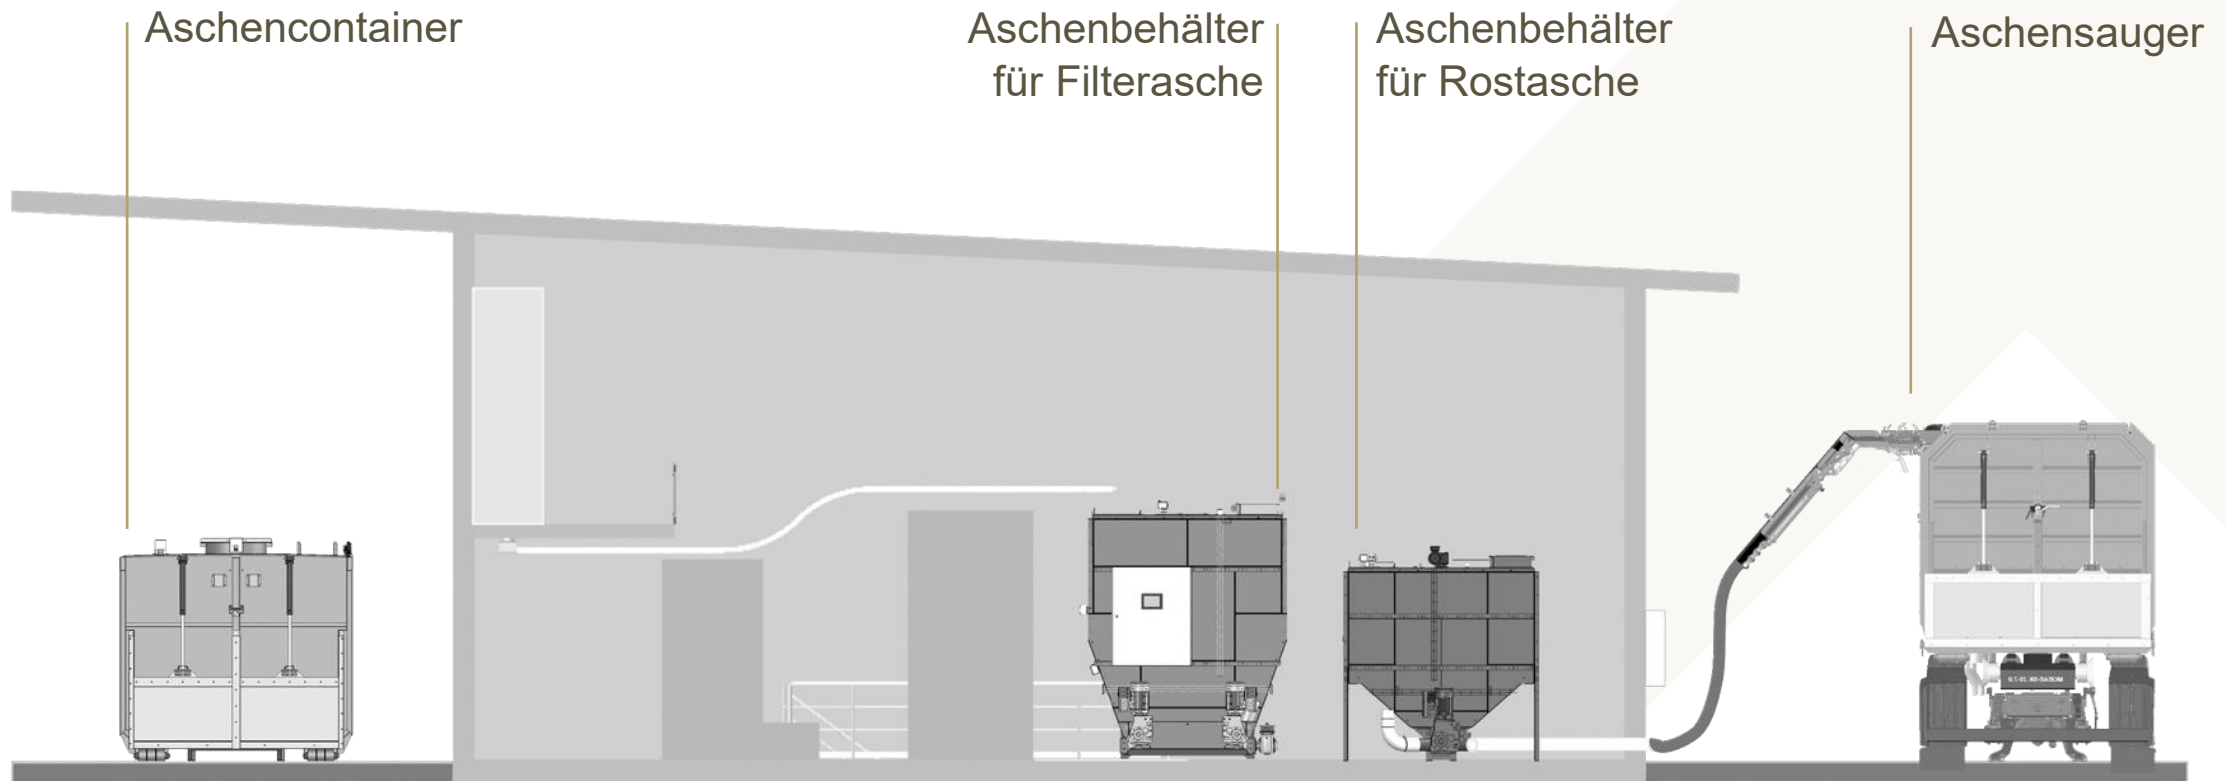 Aschencontainer
Aschenbehälter
für Filterasche
Aschenbehälter
für Rostasche
Aschensauger